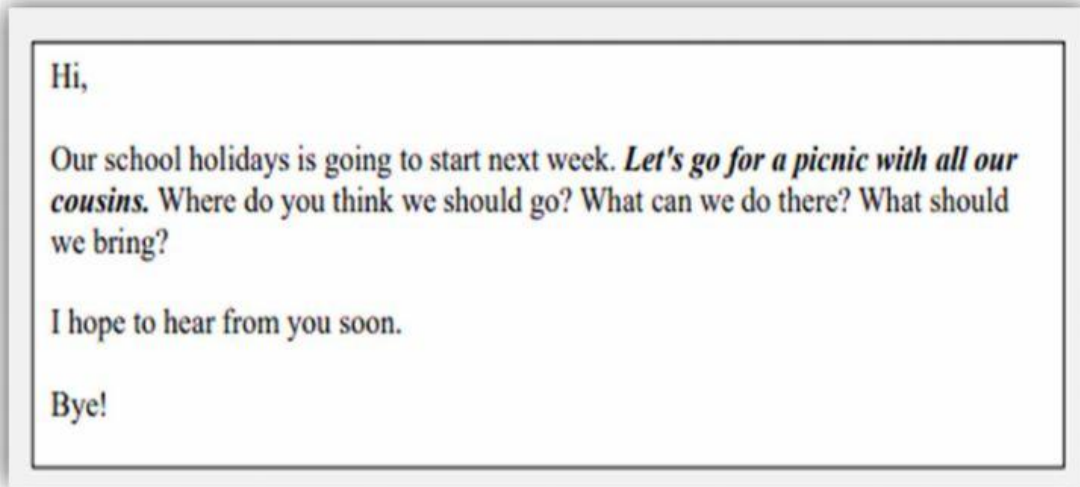 Hi,
Our school holidays is going to start next week. Let's go for a picnic with all our
cousins. Where do you think we should go? What can we do there? What should
we bring?
I hope to hear from you soon.
Bye!